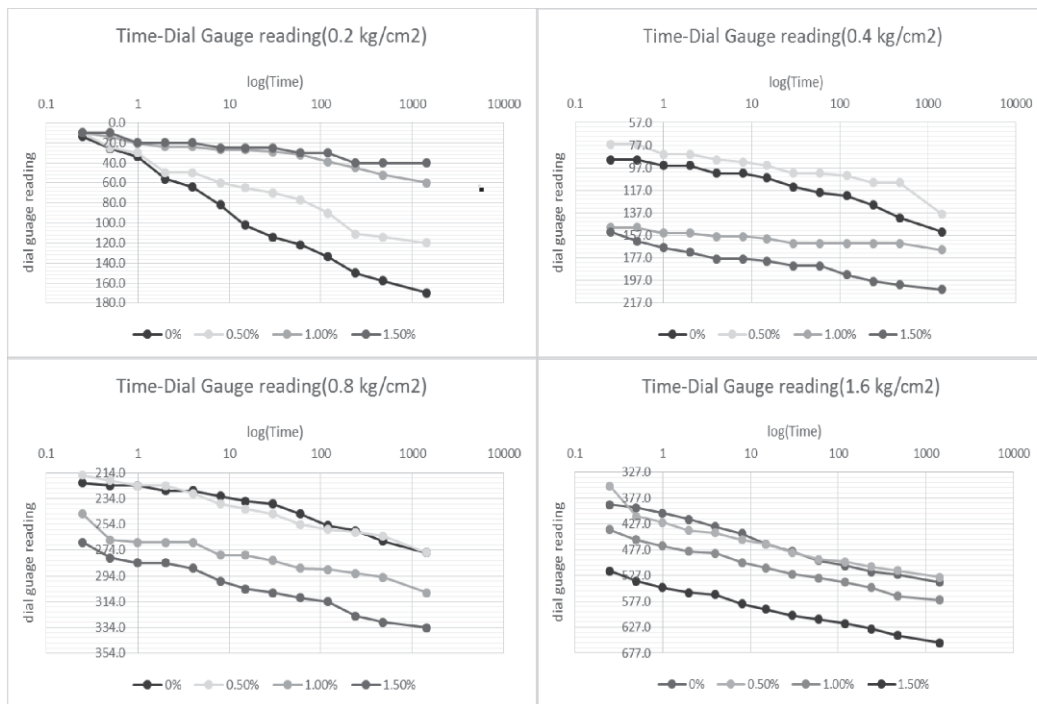 Time-Dial Gauge reading(0.2 kg/cm2)
log(Time)
0.1 1 10 100 1000 10000
0.0
20.0
40.0
60.0
80.0
100.0
120.0
140.0
160.0
180.0
dial guage reading
0% 0.50% 1.00% 1.50%
Time-Dial Gauge reading(0.4 kg/cm2)
log(Time)
0.1 1 10 100 1000 10000
57.0
77.0
97.0
117.0
137.0
157.0
177.0
197.0
217.0
dial guage reading
0% 0.50% 1.00% 1.50%
Time-Dial Gauge reading(0.8 kg/cm2)
log(Time)
0.1 1 10 100 1000 10000
214.0
234.0
254.0
274.0
294.0
314.0
334.0
354.0
dial guage reading
0% 0.50% 1.00% 1.50%
Time-Dial Gauge reading(1.6 kg/cm2)
log(Time)
0.1 1 10 100 1000 10000
327.0
377.0
427.0
477.0
527.0
577.0
627.0
677.0
dial guage reading
0% 0.50% 1.00% 1.50%